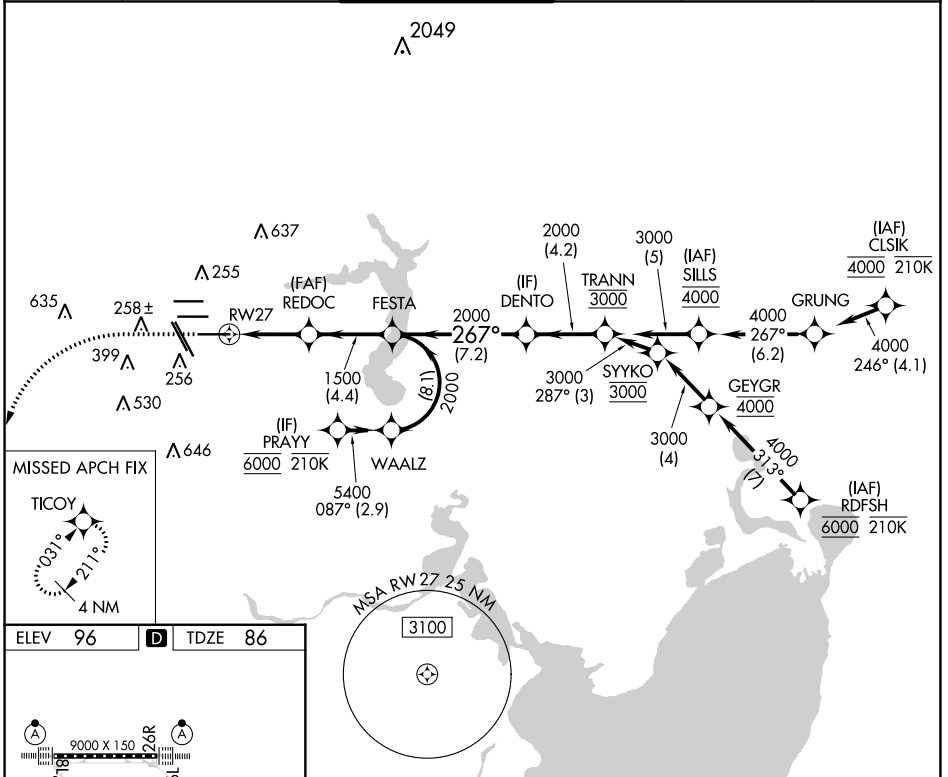 2049
637
255
635
258 ±
399
256
530
646
RW27
(FAF)
REDOC
FESTA
1500
(4.4)
2000
267°
(7.2)
(IF)
DENTO
2000
(4.2)
TRANN
3000
3000
(5)
(IAF)
SILLS
4000
4000
267°
(6.2)
GRUNG
(IAF)
CLSIK
4000 210K
4000
246° (4.1)
3000
287° (3)
SYYKO
3000
GEYGR
4000
3000
(4)
4000
313°
(7)
(IAF)
RDFSH
6000 210K
(8.1)
2000
(IF)
PRAYY
6000 210K
WAALZ
5400
087° (2.9)
MISSED APCH FIX
TICOY
031°
211°
4 NM
MSA RW27 25 NM
3100
ELEV 96 D TDZE 86
A
A
9000 X 150
26R